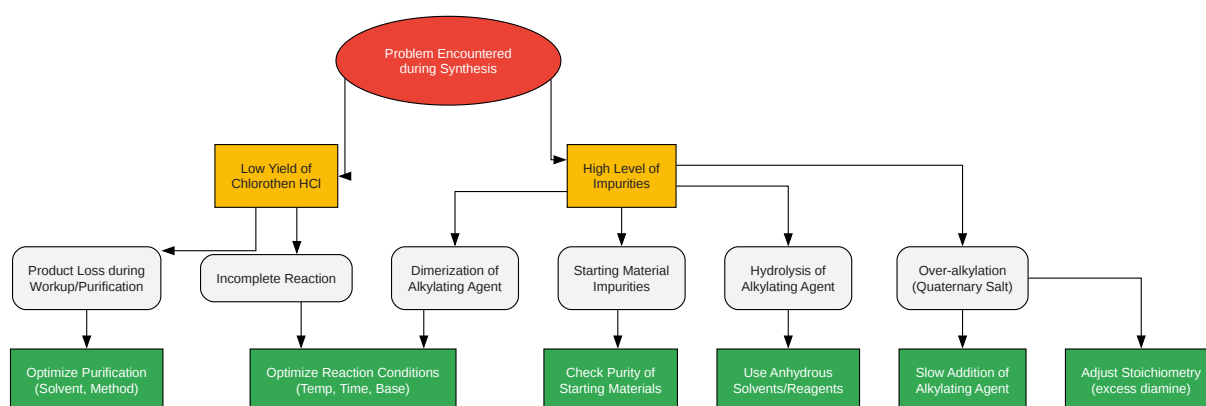 Problem Encountered
during Synthesis
Low Yield of
Chlorothen HCl
High Level of
Impurities
Product Loss during
Workup/Purification
Incomplete Reaction
Dimerization of
Alkylating Agent
Starting Material
Impurities
Hydrolysis of
Alkylating Agent
Over-alkylation
(Quaternary Salt)
Optimize Purification
(Solvent, Method)
Optimize Reaction Conditions
(Temp, Time, Base)
Check Purity of
Starting Materials
Use Anhydrous
Solvents/Reagents
Slow Addition of
Alkylating Agent
Adjust Stoichiometry
(excess diamine)